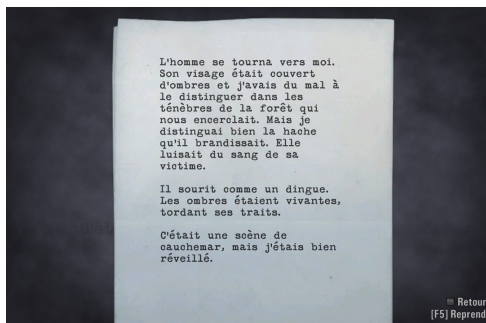 L'homme se tourna vers moi.
Son visage était couvert
d'ombres et j'avais du mal à
le distinguer dans les
ténèbres de la forêt qui
nous encerclait. Mais je
distinguai bien la hache
qu'il brandissait. Elle
luisait du sang de sa
victime.
Il sourit comme un dingue.
Les ombres étaient vivantes,
tordant ses traits.
C'était une scène de
cauchemar, mais j'étais bien
réveillé.
Retour
[F5] Reprend